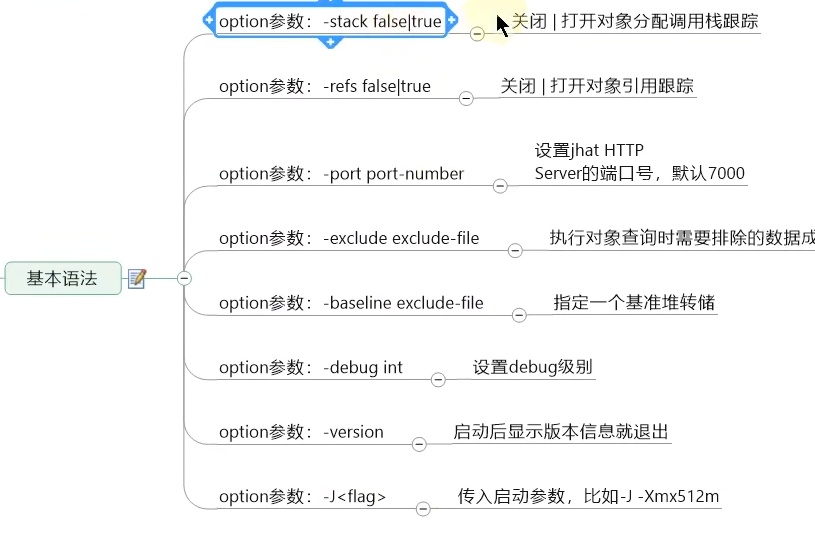 option参数：-stack false|true
关闭 | 打开对象分配调用栈跟踪
option参数：-refs false|true
关闭 | 打开对象引用跟踪
option参数：-port port-number
设置jhat HTTP
Server的端口号，默认7000
option参数：-exclude exclude-file
执行对象查询时需要排除的数据成
基本语法
option参数：-baseline exclude-file
指定一个基准堆转储
option参数：-debug int
设置debug级别
option参数：-version
启动后显示版本信息就退出
option参数：-J<flag>
传入启动参数，比如-J -Xmx512m